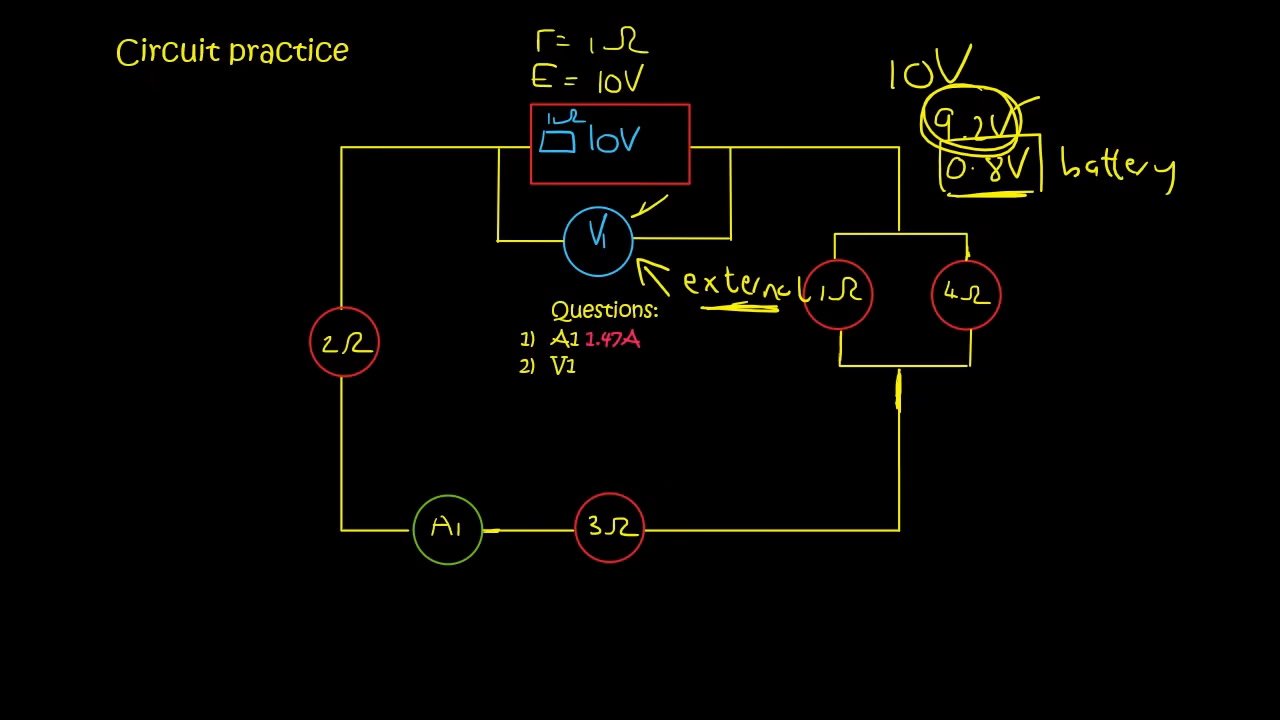 Circuit practice
r = 1Ω
E = 10V
1Ω
10V
10V
9.2V
0.8V battery
V1
external
1Ω
4Ω
2Ω
Questions:
1) A1 1.47A
2) V1
A1
3Ω